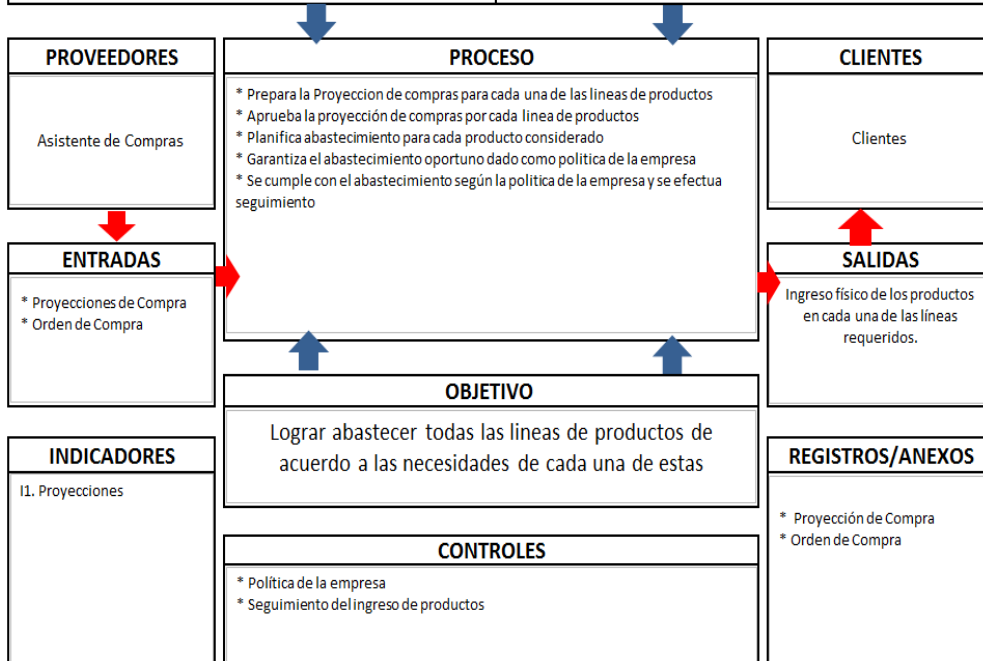 PROVEEDORES
Asistente de Compras
PROCESO
* Prepara la Proyeccion de compras para cada una de las lineas de productos
* Aprueba la proyección de compras por cada linea de productos
* Planifica abastecimiento para cada producto considerado
* Garantiza el abastecimiento oportuno dado como politica de la empresa
* Se cumple con el abastecimiento según la politica de la empresa y se efectua
seguimiento
CLIENTES
Clientes
ENTRADAS
* Proyecciones de Compra
* Orden de Compra
SALIDAS
Ingreso físico de los productos
en cada una de las líneas
requeridos.
OBJETIVO
Lograr abastecer todas las lineas de productos de
acuerdo a las necesidades de cada una de estas
INDICADORES
I1. Proyecciones
REGISTROS/ANEXOS
* Proyección de Compra
* Orden de Compra
CONTROLES
* Política de la empresa
* Seguimiento del ingreso de productos